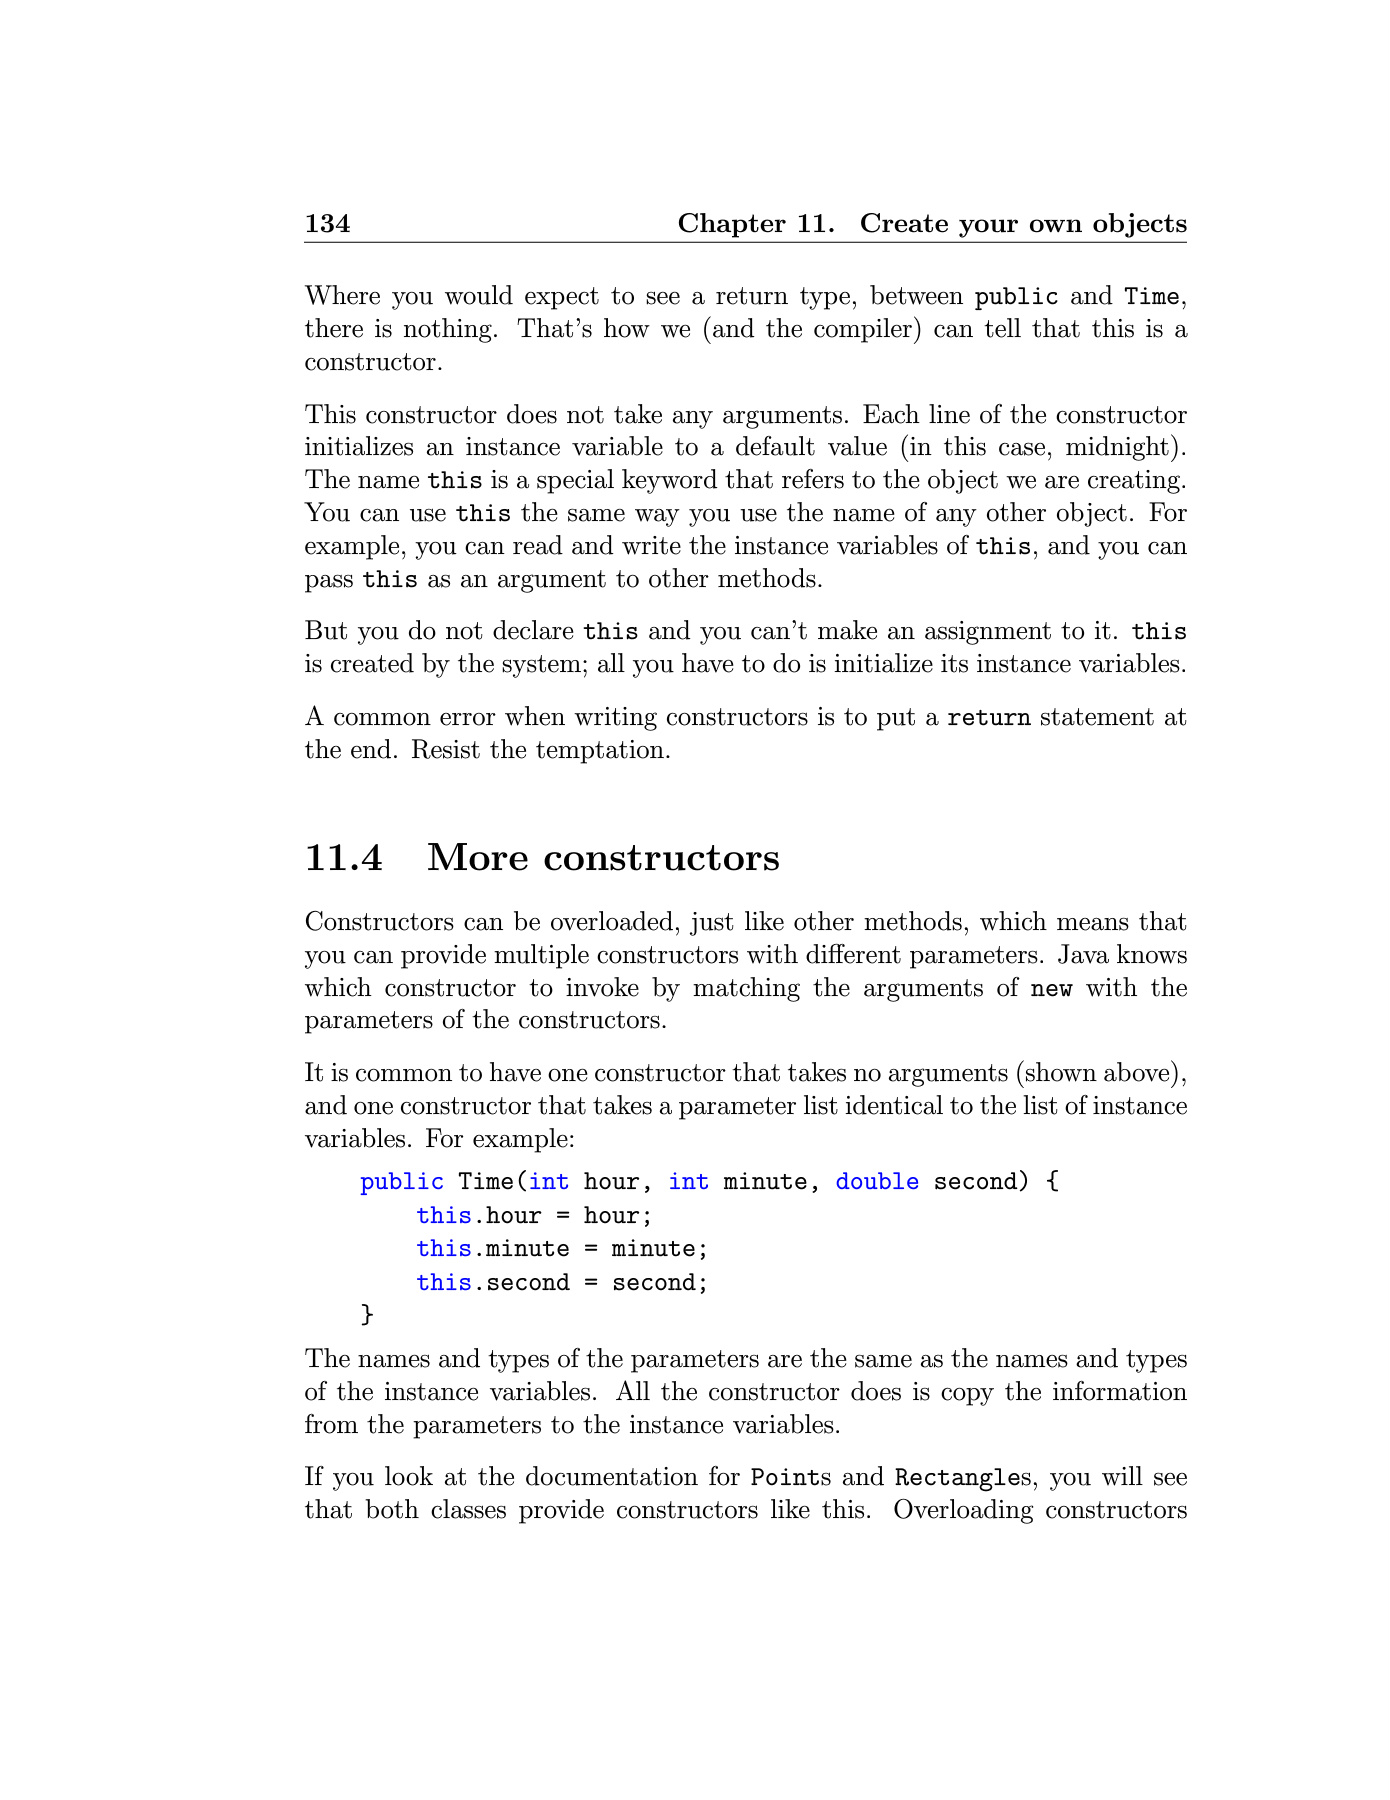 134 Chapter 11. Create your own objects
Where you would expect to see a return type, between public and Time,
there is nothing. That's how we (and the compiler) can tell that this is a
constructor.
This constructor does not take any arguments. Each line of the constructor
initializes an instance variable to a default value (in this case, midnight).
The name this is a special keyword that refers to the object we are creating.
You can use this the same way you use the name of any other object. For
example, you can read and write the instance variables of this, and you can
pass this as an argument to other methods.
But you do not declare this and you can't make an assignment to it. this
is created by the system; all you have to do is initialize its instance variables.
A common error when writing constructors is to put a return statement at
the end. Resist the temptation.
11.4 More constructors
Constructors can be overloaded, just like other methods, which means that
you can provide multiple constructors with different parameters. Java knows
which constructor to invoke by matching the arguments of new with the
parameters of the constructors.
It is common to have one constructor that takes no arguments (shown above),
and one constructor that takes a parameter list identical to the list of instance
variables. For example:
public Time(int hour, int minute, double second) {
    this.hour = hour;
    this.minute = minute;
    this.second = second;
}
The names and types of the parameters are the same as the names and types
of the instance variables. All the constructor does is copy the information
from the parameters to the instance variables.
If you look at the documentation for Points and Rectangles, you will see
that both classes provide constructors like this. Overloading constructors